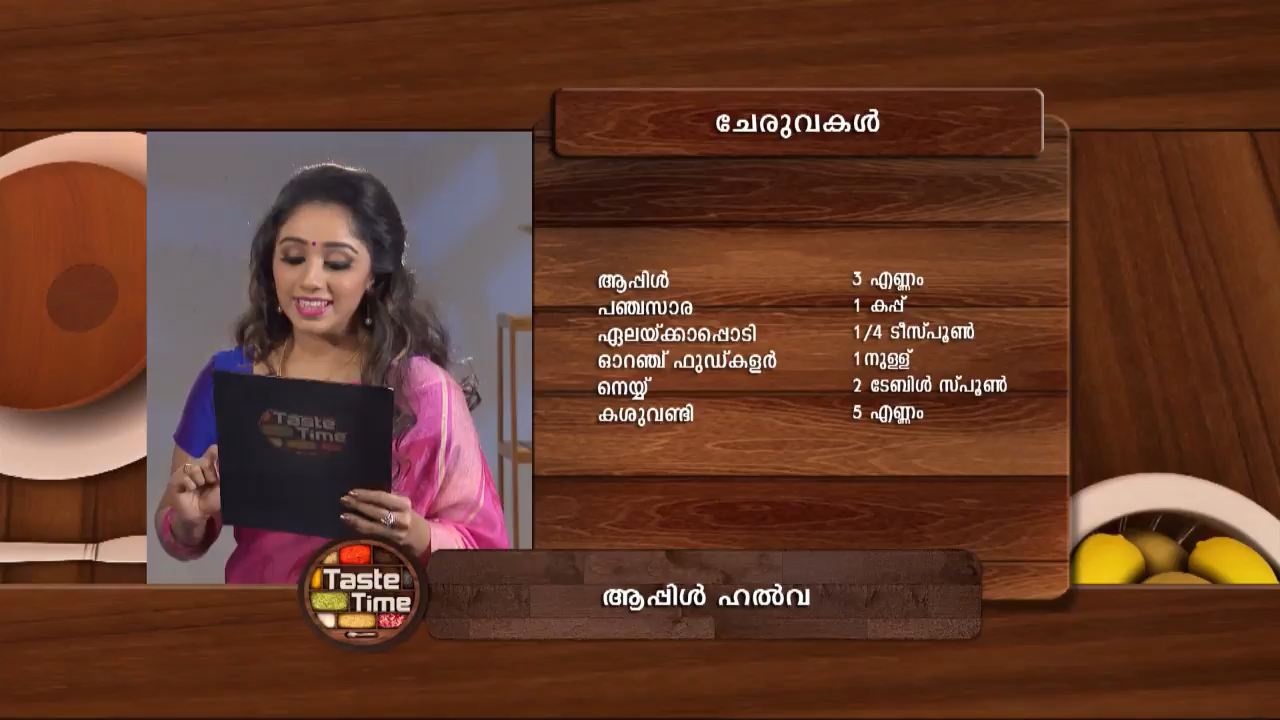 ചേരുവകൾ
ആപ്പിൾ 3 എണ്ണം
പഞ്ചസാര 1 കപ്പ്
ഏലയ്ക്കാപ്പൊടി 1/4 ടീസ്പൂൺ
ഓറഞ്ച് ഫുഡ്കളർ 1നുള്ള്
നെയ്യ് 2 ടേബിൾ സ്പൂൺ
കശുവണ്ടി 5 എണ്ണം
Taste
Time
Taste
Time
ആപ്പിൾ ഹൽവ